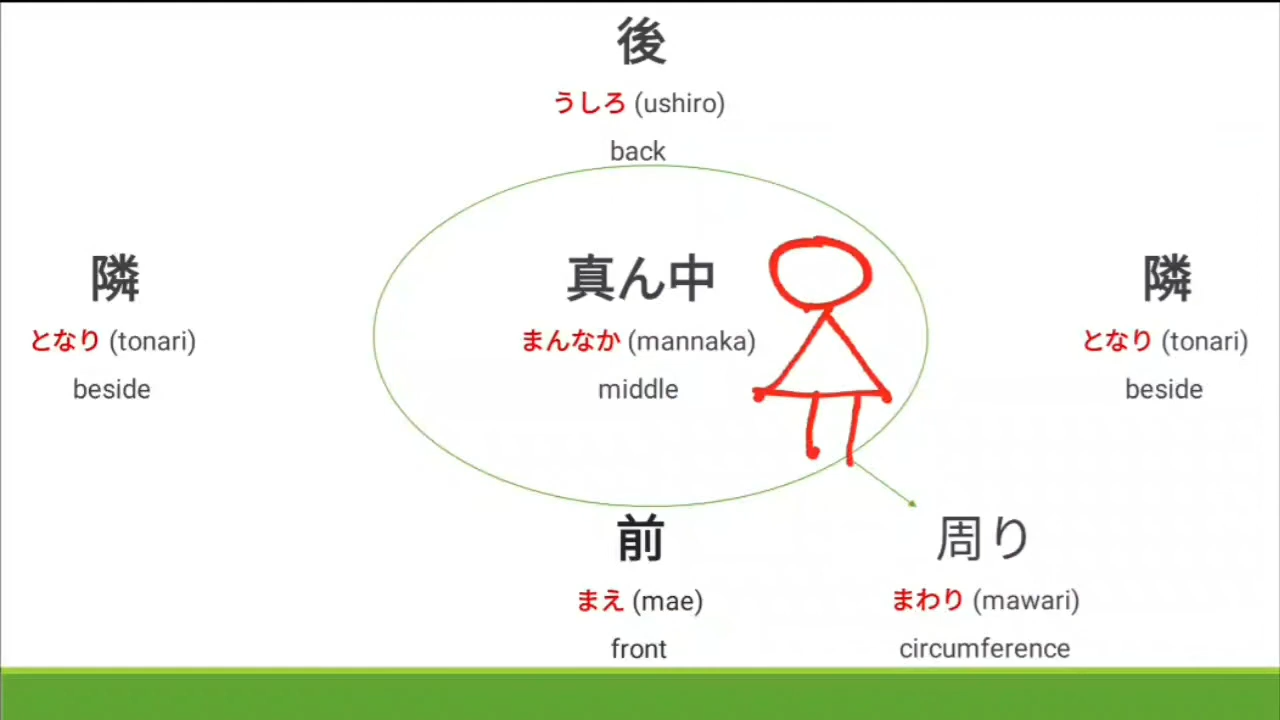 後
うしろ (ushiro)
back
隣
となり (tonari)
beside
真ん中
まんなか (mannaka)
middle
隣
となり (tonari)
beside
前
まえ (mae)
front
周り
まわり (mawari)
circumference